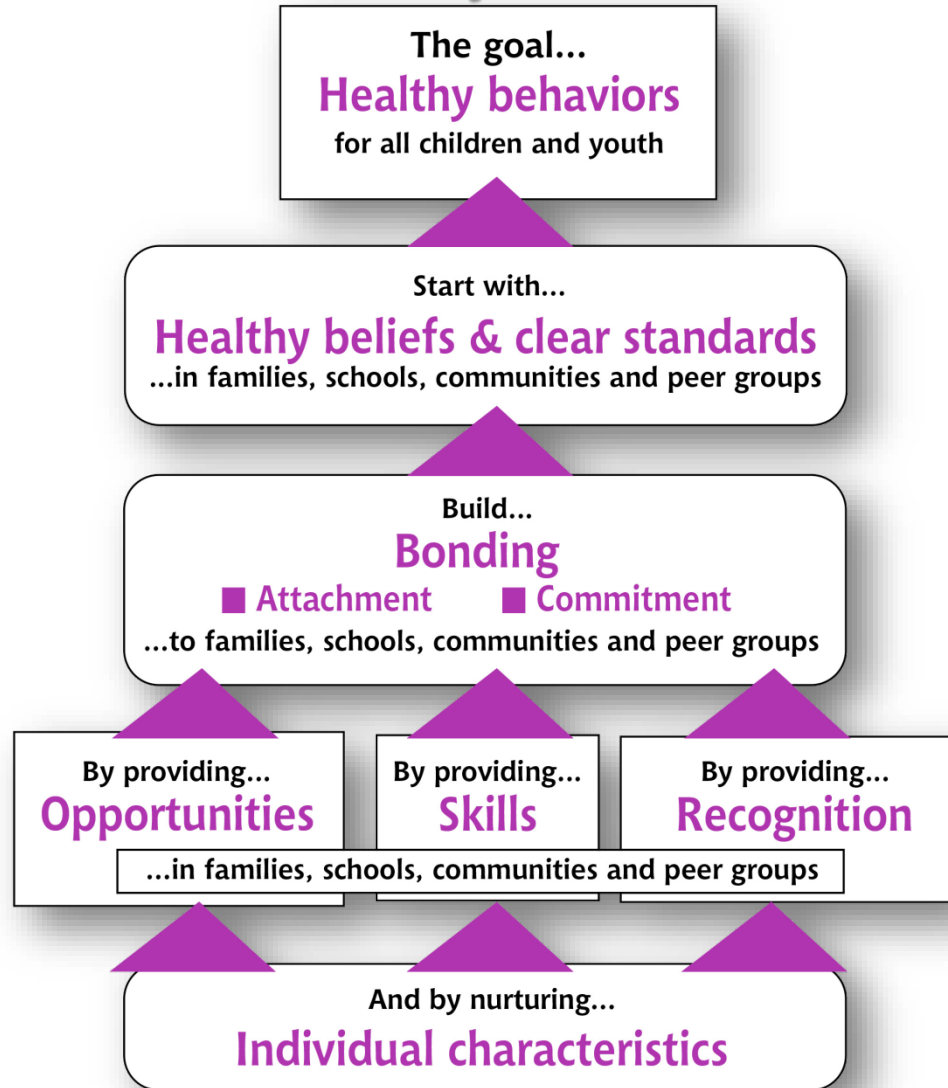 The goal...
Healthy behaviors
for all children and youth
Start with...
Healthy beliefs & clear standards
...in families, schools, communities and peer groups
Build...
Bonding
■ Attachment ■ Commitment
...to families, schools, communities and peer groups
By providing...
Opportunities
By providing...
Skills
By providing...
Recognition
...in families, schools, communities and peer groups
And by nurturing...
Individual characteristics